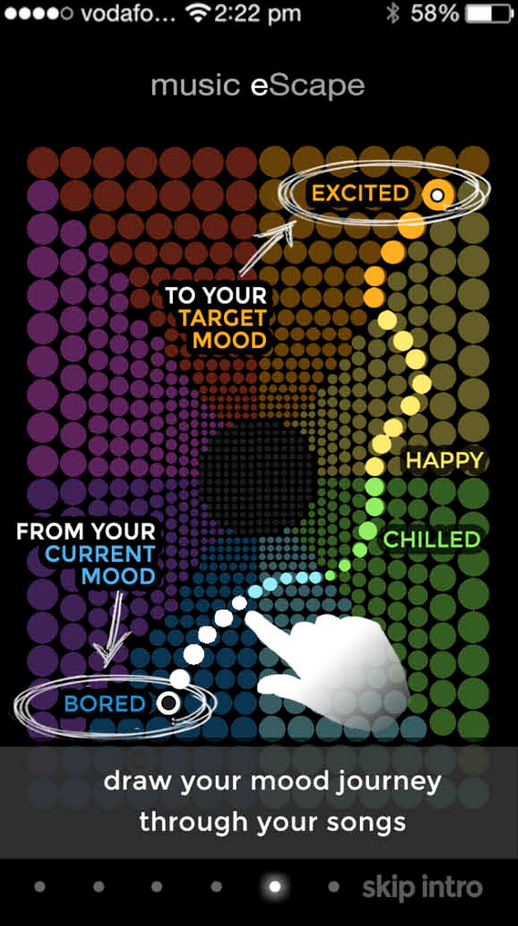 vodafo... 2:22 pm 58%
music eScape
EXCITED
TO YOUR
TARGET
MOOD
HAPPY
FROM YOUR
CURRENT
MOOD
CHILLED
BORED
draw your mood journey
through your songs
skip intro